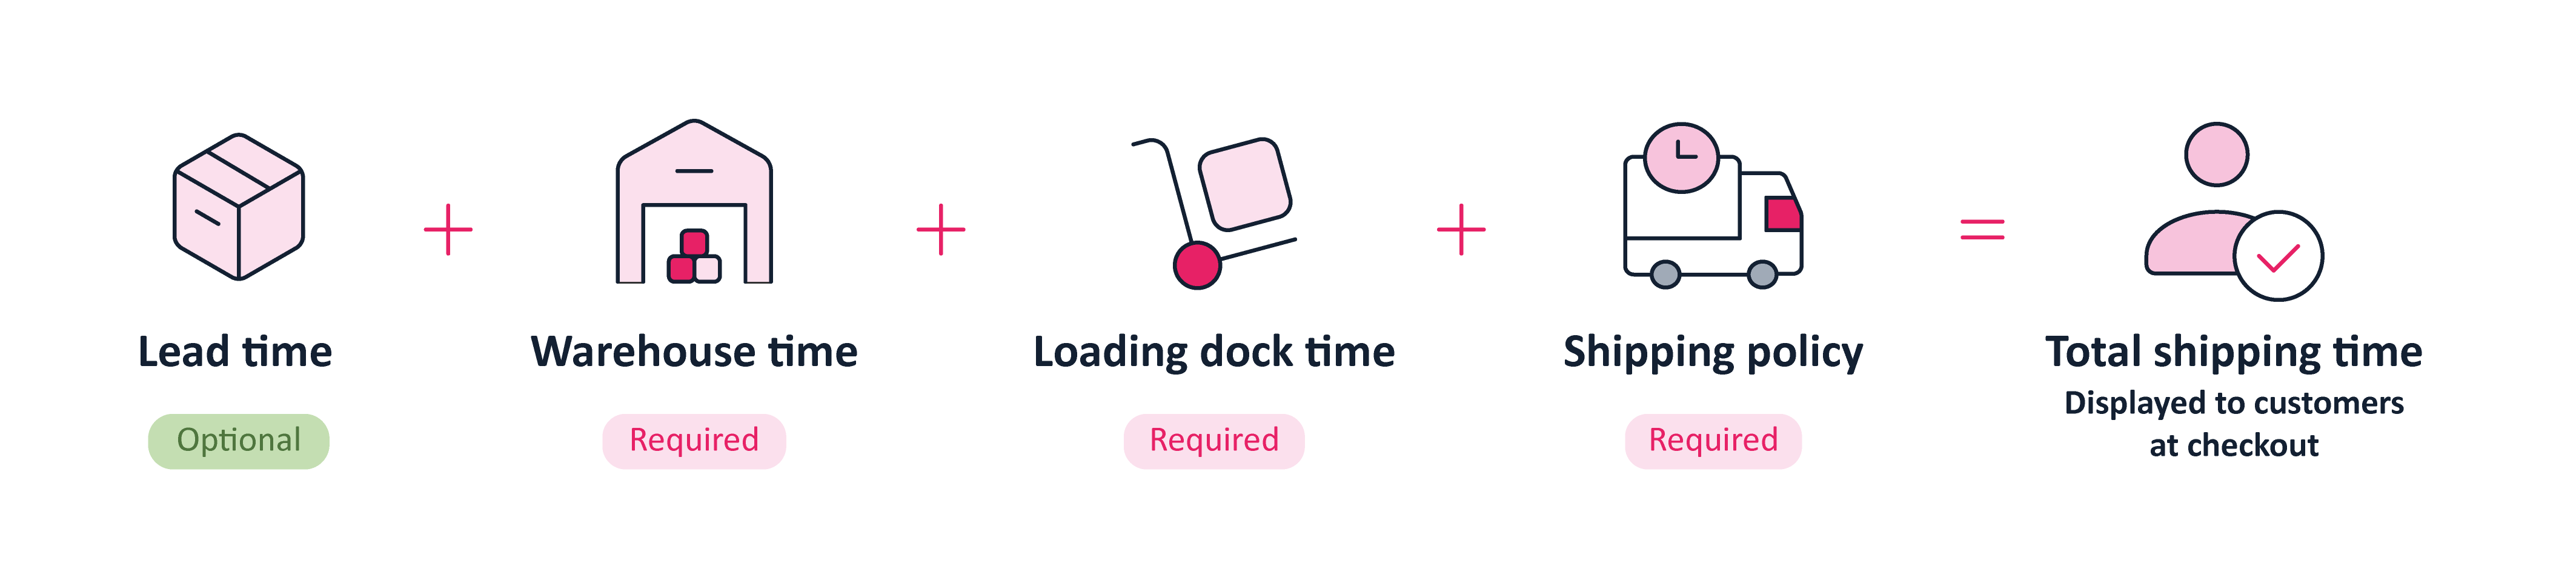 Lead time
Warehouse time
Loading dock time
Shipping policy
Total shipping time
Displayed to customers
at checkout
Optional
Required
Required
Required